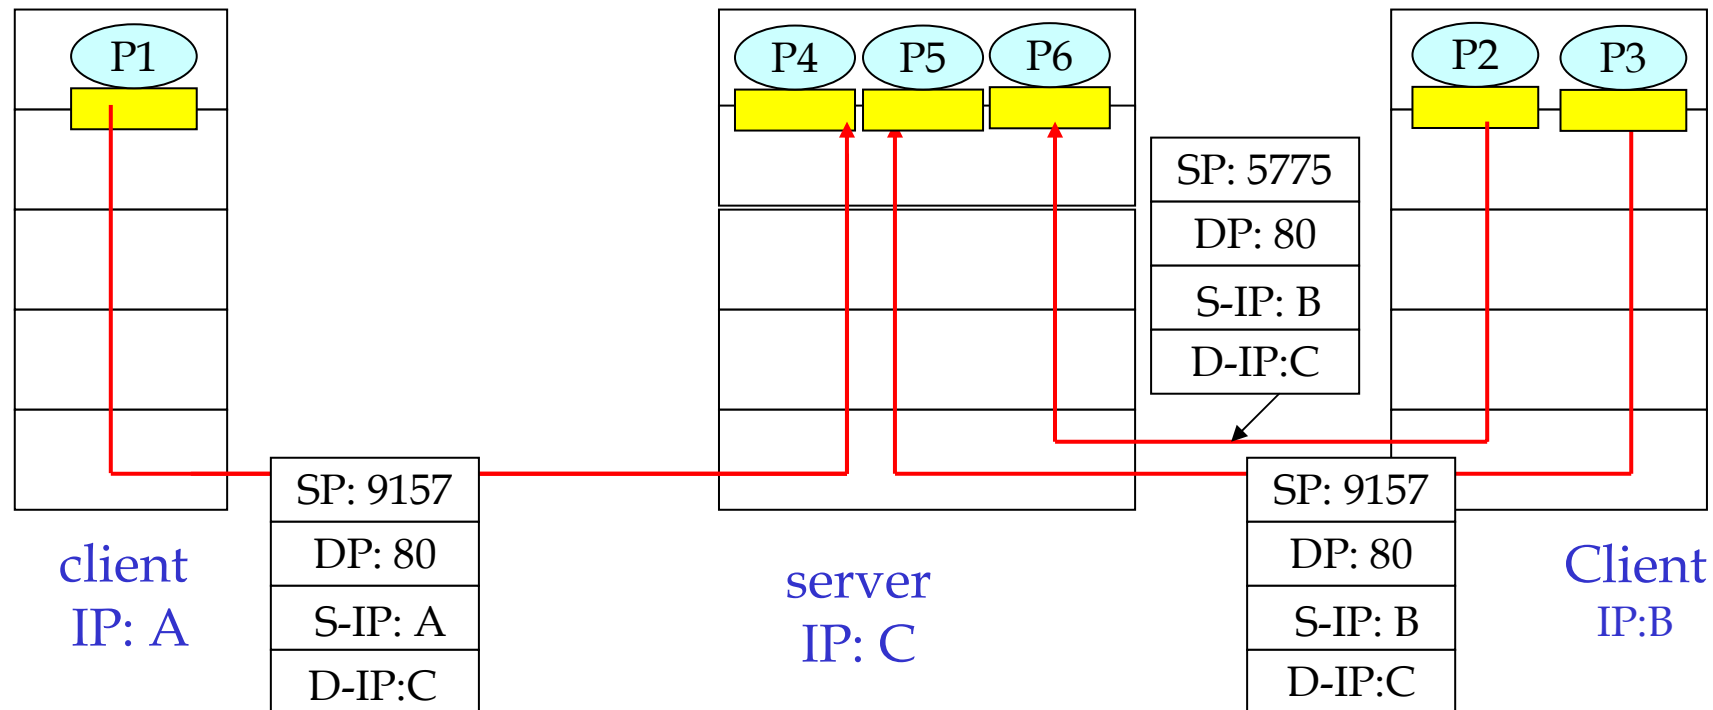 P1
P4
P5
P6
P2
P3
SP: 5775
DP: 80
S-IP: B
D-IP:C
SP: 9157
DP: 80
S-IP: A
D-IP:C
SP: 9157
DP: 80
S-IP: B
D-IP:C
client
IP: A
server
IP: C
Client
IP:B